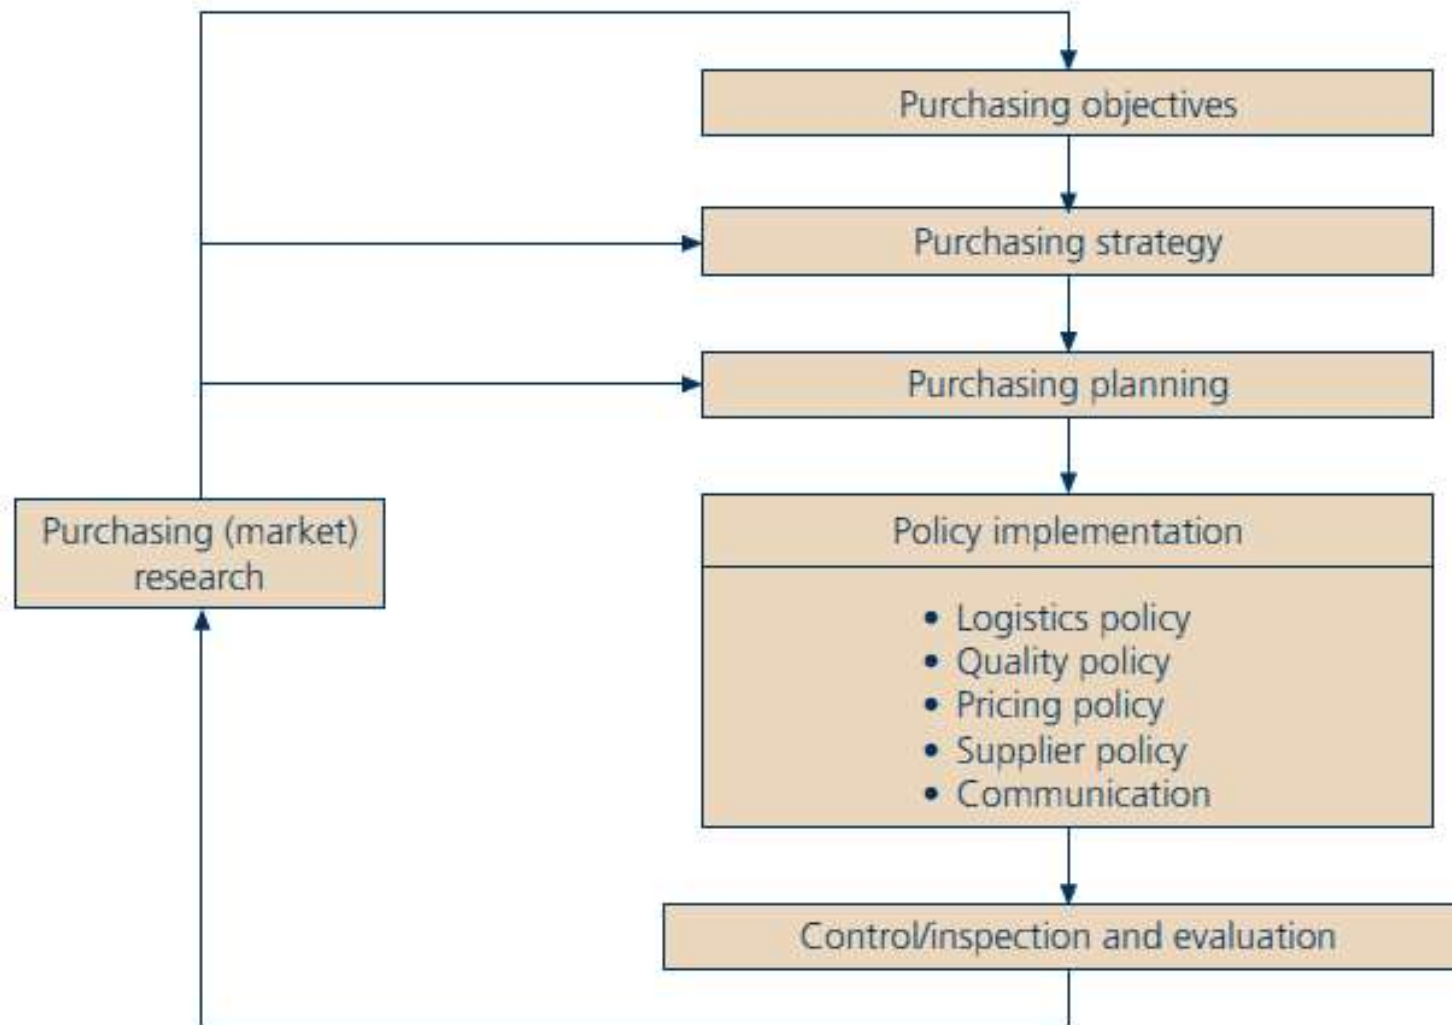 Purchasing objectives
Purchasing strategy
Purchasing planning
Purchasing (market)
research
Policy implementation
• Logistics policy
• Quality policy
• Pricing policy
• Supplier policy
• Communication
Control/inspection and evaluation